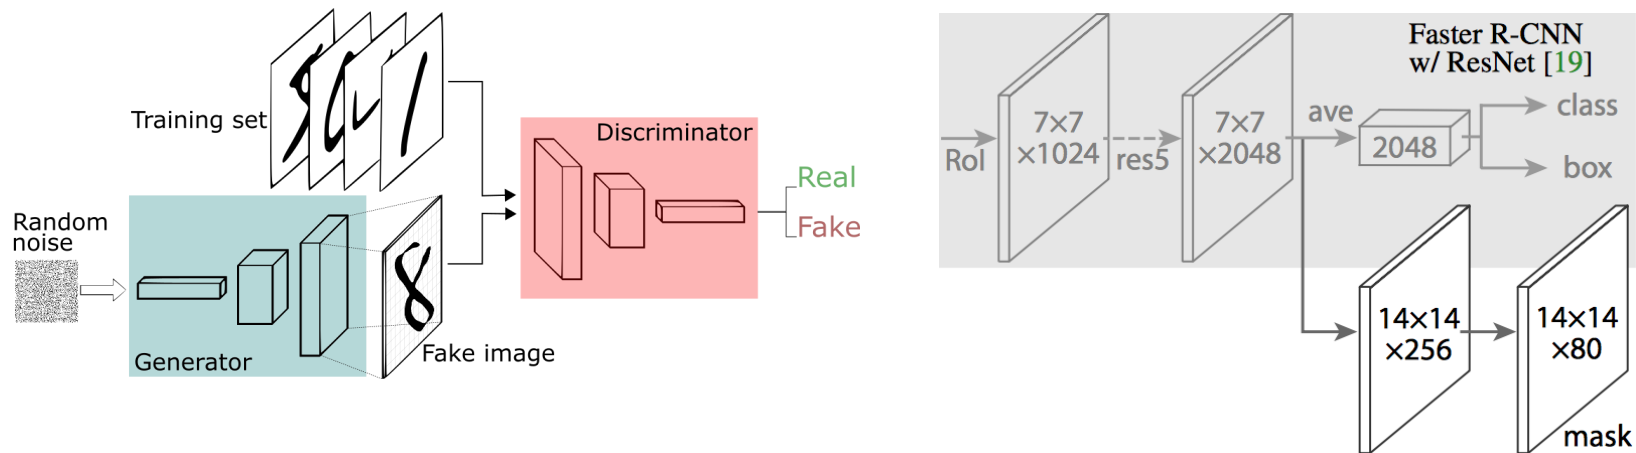 Training set
Random
noise
Generator
Fake image
Discriminator
Real
Fake
Faster R-CNN
w/ ResNet [19]
RoI
7×7
×1024
res5
7×7
×2048
ave
2048
class
box
14×14
×256
14×14
×80
mask